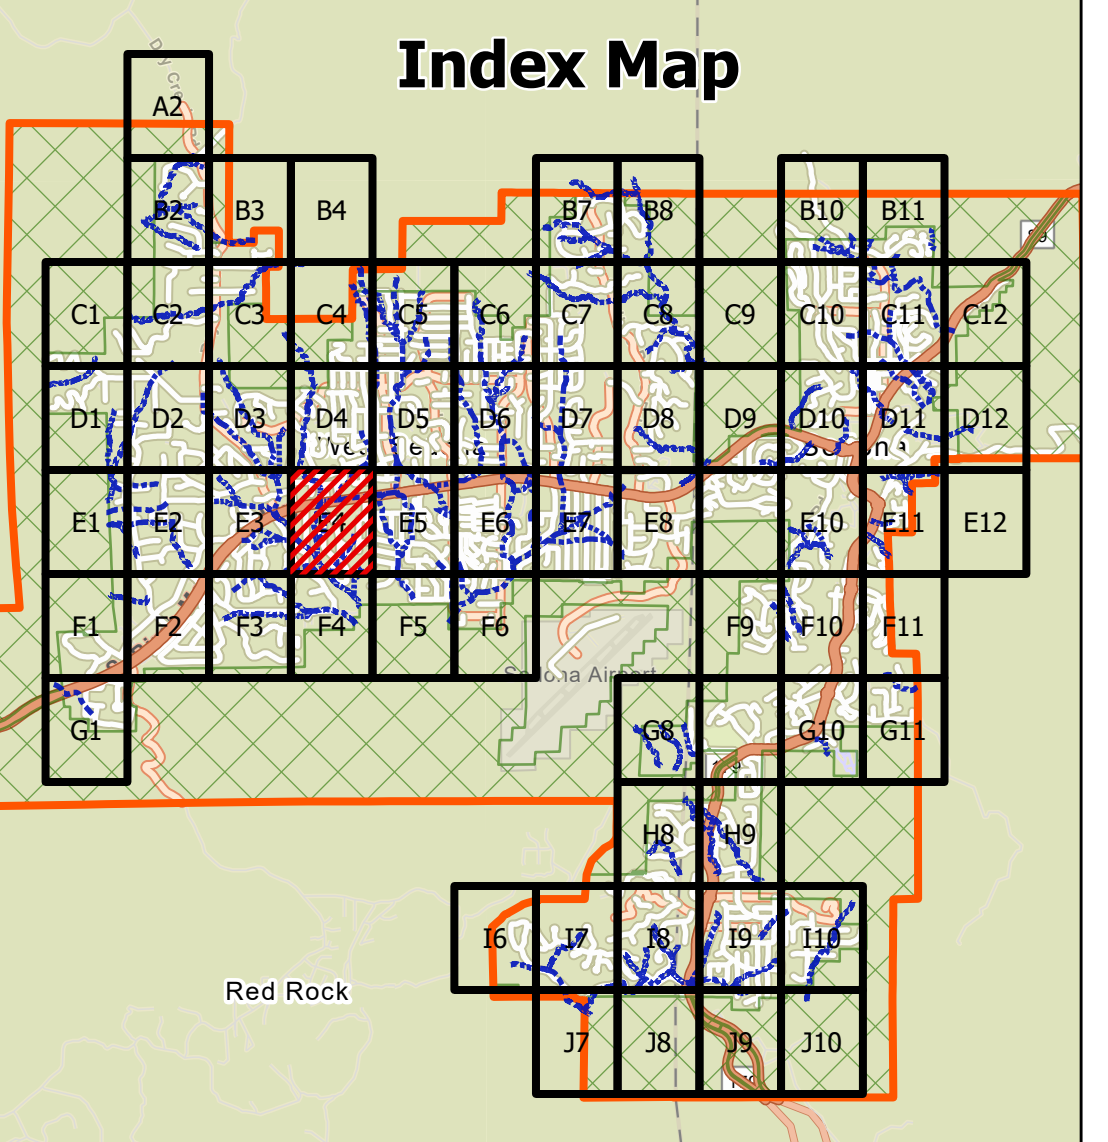 Index Map
A2
B2 B3 B4 B7 B8 B10 B11
89
C1 C2 C3 C4 C5 C6 C7 C8 C9 C10 C11 C12
D1 D2 D3 D4 D5 D6 D7 D8 D9 D10 D11 D12
E1 E2 E3 E4 E5 E6 E7 E8 E10 E11 E12
F1 F2 F3 F4 F5 F6 F9 F10 F11
Sedona Airport
G1 G8 G10 G11
H8 H9
I6 I7 I8 I9 I10
Red Rock
J7 J8 J9 J10